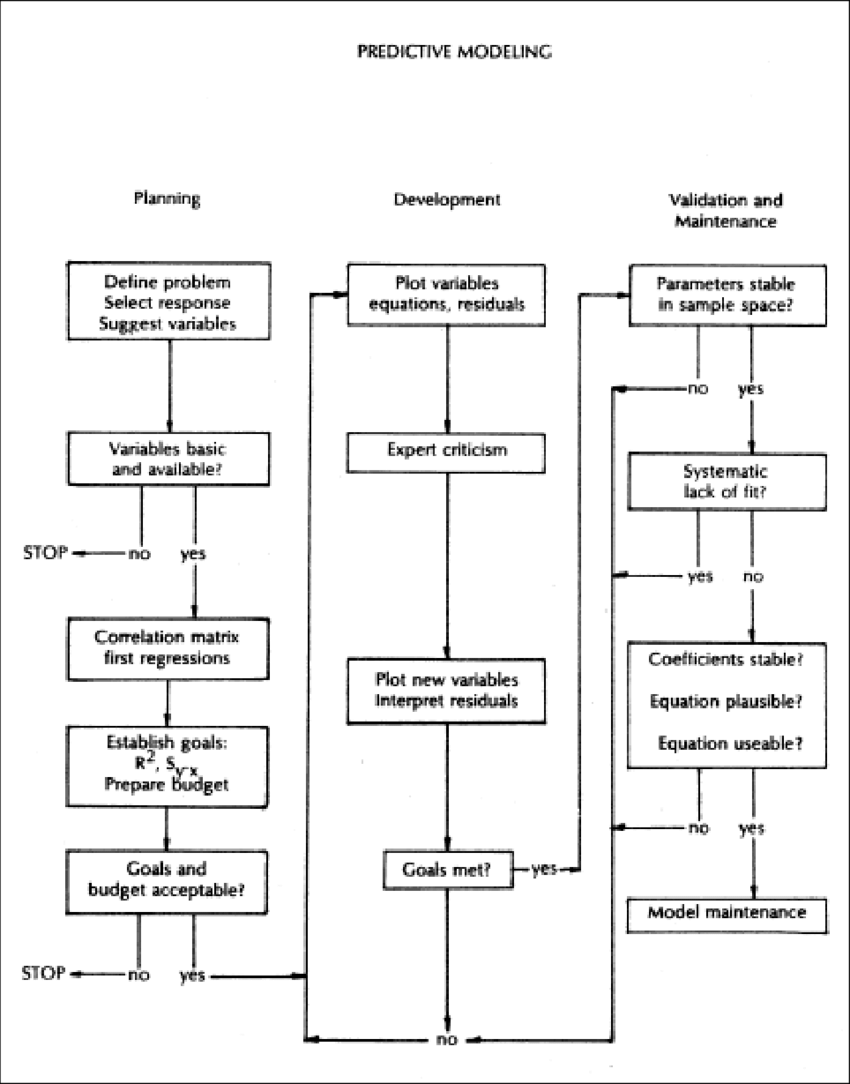 PREDICTIVE MODELING
Planning
Define problem
Select response
Suggest variables
Variables basic
and available?
STOP
no
yes
Correlation matrix
first regressions
Establish goals:
R², Sy·x
Prepare budget
Goals and
budget acceptable?
STOP
no
yes
Development
Plot variables
equations, residuals
Expert criticism
Plot new variables
Interpret residuals
Goals met?
yes
no
Validation and
Maintenance
Parameters stable
in sample space?
no
yes
Systematic
lack of fit?
yes
no
Coefficients stable?
Equation plausible?
Equation useable?
no
yes
Model maintenance